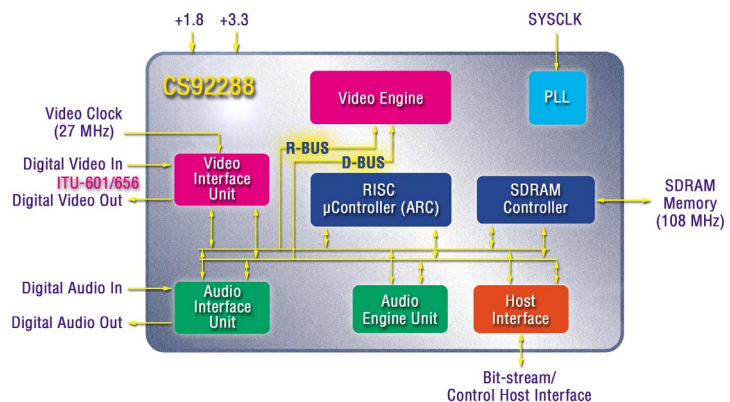 +1.8 +3.3
SYSCLK
CS92288
Video Engine
PLL
Video Clock
(27 MHz)
R-BUS
D-BUS
Digital Video In
ITU-601/656
Digital Video Out
Video
Interface
Unit
RISC
µController (ARC)
SDRAM
Controller
SDRAM
Memory
(108 MHz)
Digital Audio In
Digital Audio Out
Audio
Interface
Unit
Audio
Engine Unit
Host
Interface
Bit-stream/
Control Host Interface